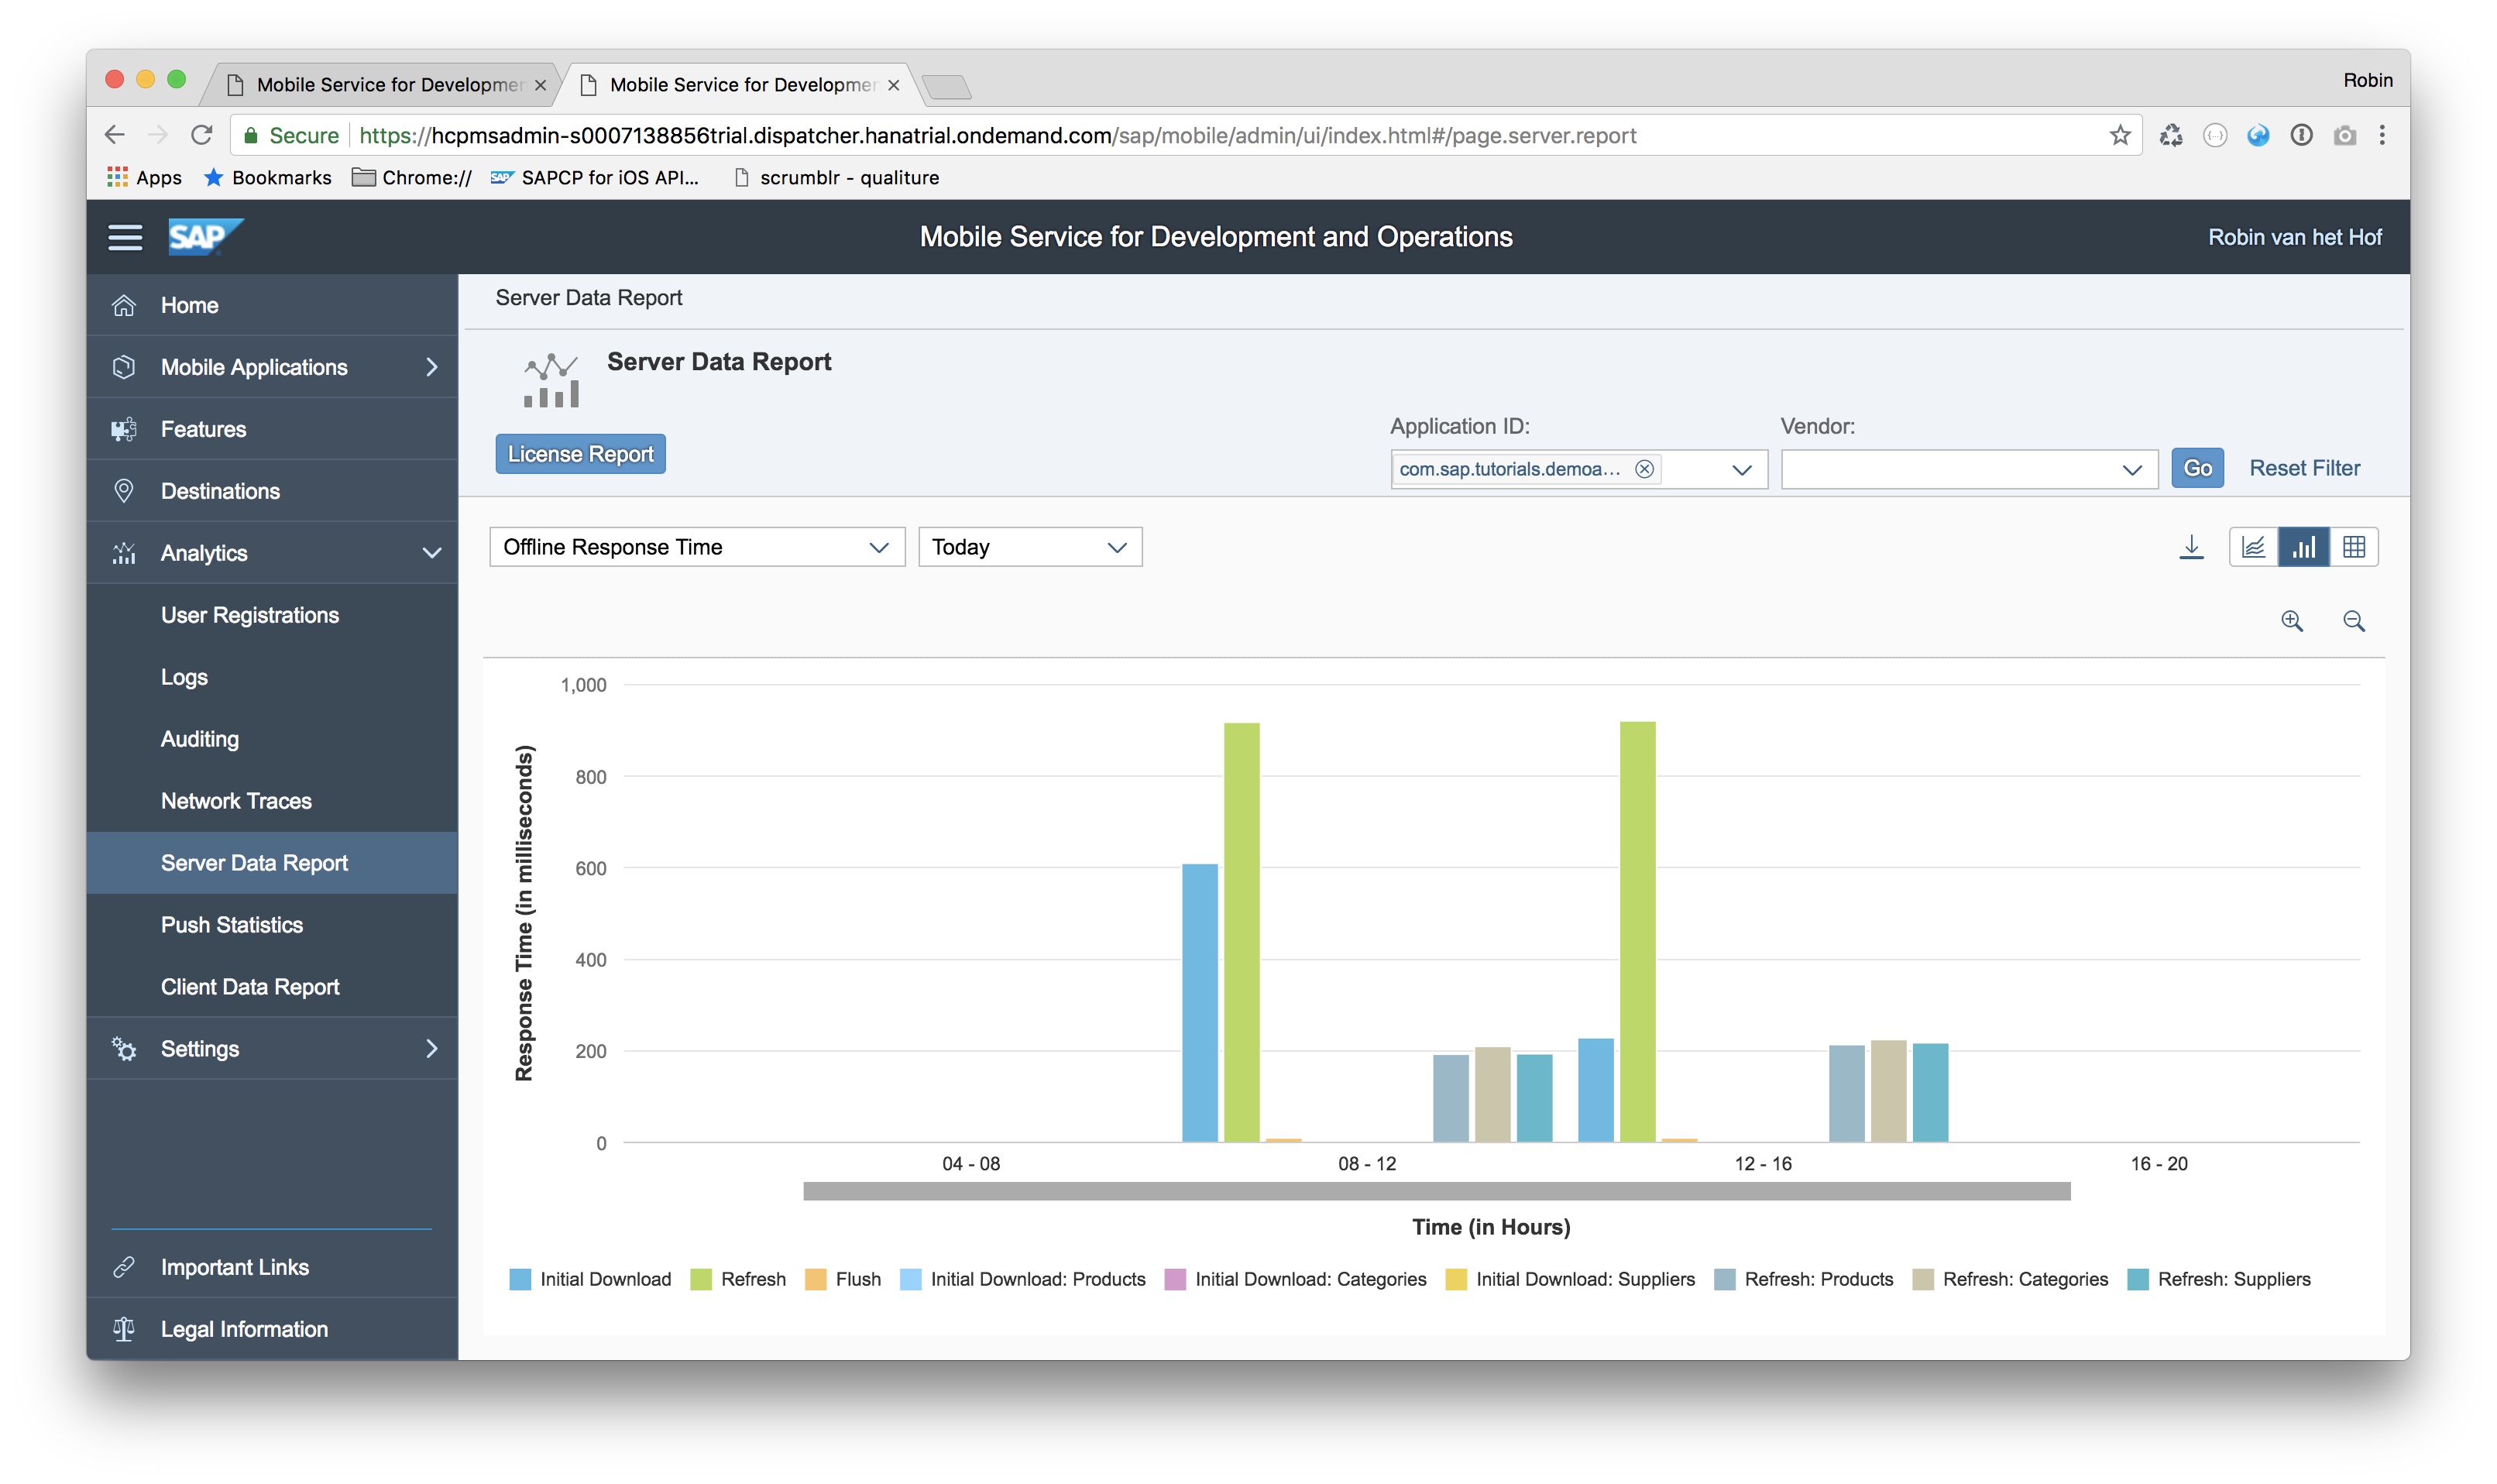 Mobile Service for Developmen
Mobile Service for Developmen
Robin
Secure https://hcpmsadmin-s0007138856trial.dispatcher.hanatrial.ondemand.com/sap/mobile/admin/ui/index.html#/page.server.report
Apps Bookmarks Chrome:// SAP SAPCP for iOS API... scrumblr - qualiture
SAP Mobile Service for Development and Operations Robin van het Hof
Home
Mobile Applications
Features
Destinations
Analytics
User Registrations
Logs
Auditing
Network Traces
Server Data Report
Push Statistics
Client Data Report
Settings
Important Links
Legal Information
Server Data Report
Server Data Report
License Report
Application ID: Vendor:
com.sap.tutorials.demoa... Go Reset Filter
Offline Response Time Today
Response Time (in milliseconds)
1,000
800
600
400
200
0
04 - 08 08 - 12 12 - 16 16 - 20
Time (in Hours)
Initial Download Refresh Flush Initial Download: Products Initial Download: Categories Initial Download: Suppliers Refresh: Products Refresh: Categories Refresh: Suppliers